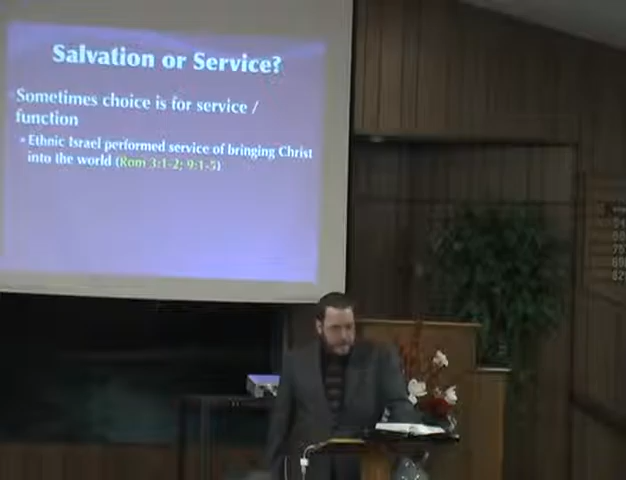 Salvation or Service?
Sometimes choice is for service /
function
Ethnic Israel performed service of bringing Christ
into the world (Rom 3:1-2; 9:1-5)